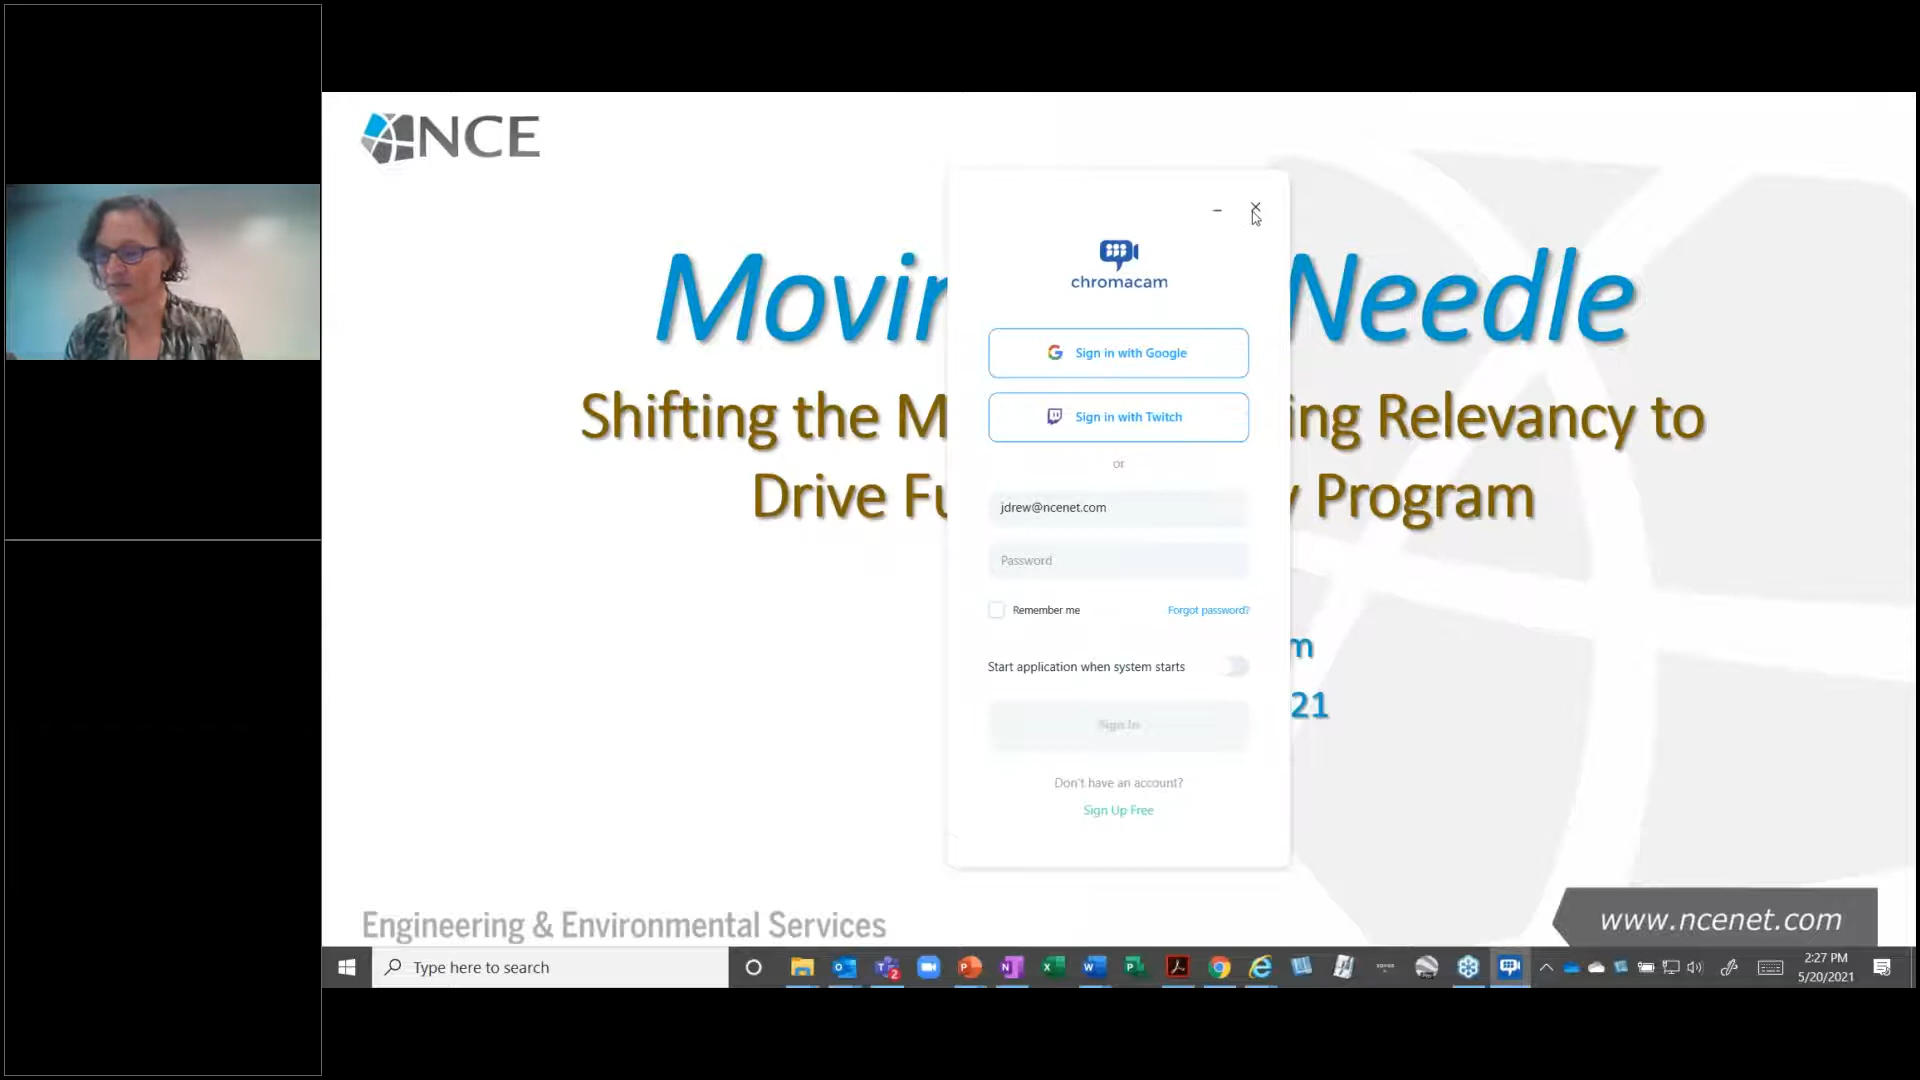 NCE
Movin
Needle
chromacam
Sign in with Google
Shifting the M
ing Relevancy to
Sign in with Twitch
or
Drive Fu
y Program
jdrew@ncenet.com
Password
Remember me
Forgot password?
m
Start application when system starts
21
Sign In
Don't have an account?
Sign Up Free
Engineering & Environmental Services
www.ncenet.com
Type here to search
2:27 PM
5/20/2021